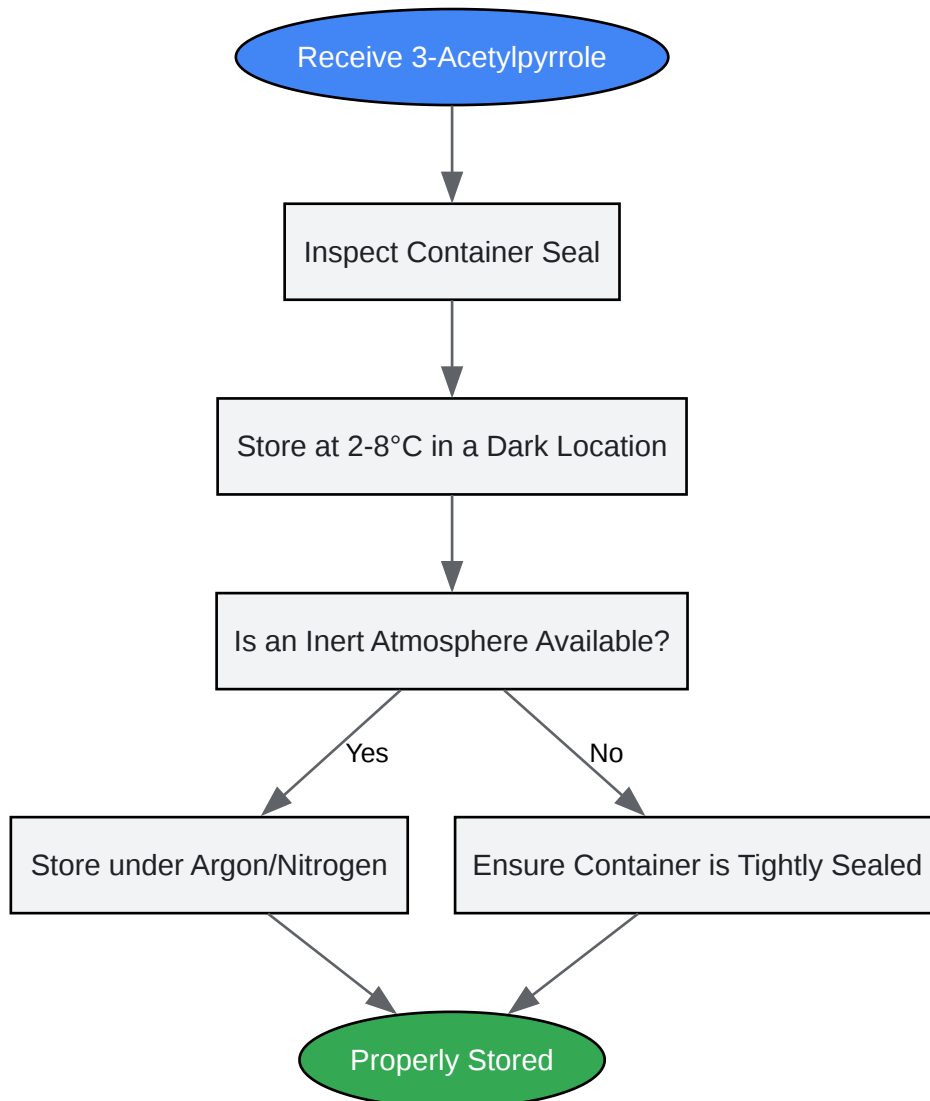 Receive 3-Acetylpyrrole
Inspect Container Seal
Store at 2-8°C in a Dark Location
Is an Inert Atmosphere Available?
Yes
No
Store under Argon/Nitrogen
Ensure Container is Tightly Sealed
Properly Stored